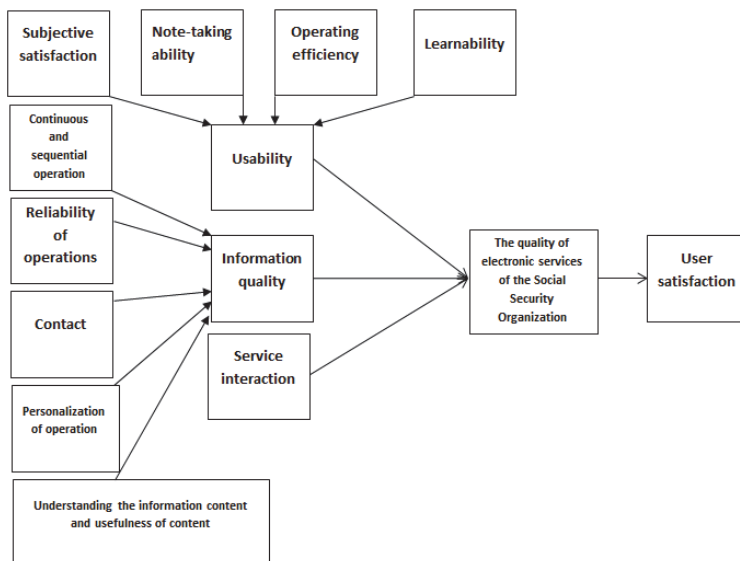 Subjective
satisfaction
Note-taking
ability
Operating
efficiency
Learnability
Continuous
and
sequential
operation
Usability
Reliability
of
operations
Information
quality
The quality of
electronic services
of the Social
Security
Organization
User
satisfaction
Contact
Service
interaction
Personalization
of operation
Understanding the information content
and usefulness of content